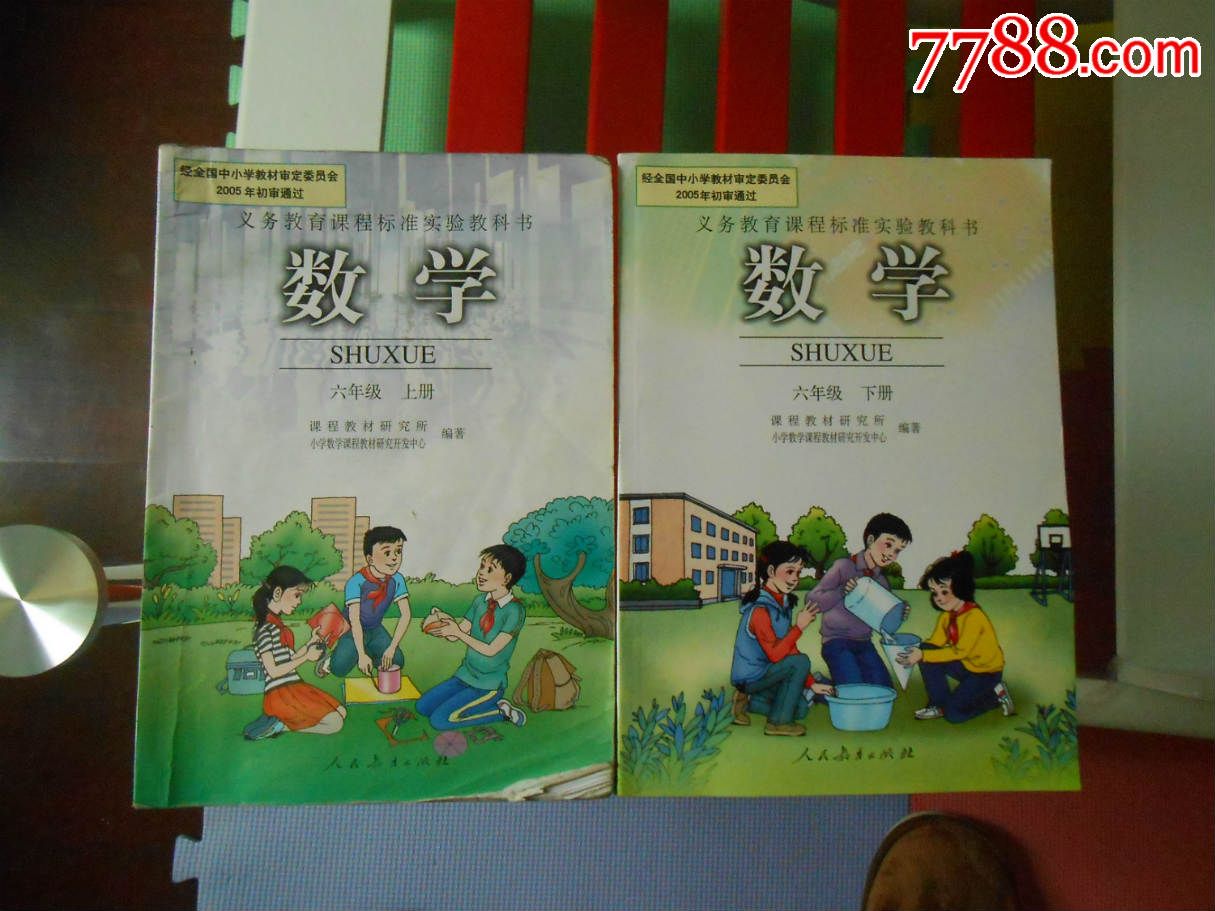 7788.com
经全国中小学教材审定委员会
2005年初审通过
义务教育课程标准实验教科书
数学
SHUXUE
六年级 上册
课程教材研究所
小学数学课程教材研究开发中心
编著
人民教育出版社
经全国中小学教材审定委员会
2005年初审通过
义务教育课程标准实验教科书
数学
SHUXUE
六年级 下册
课程教材研究所
小学数学课程教材研究开发中心
编著
人民教育出版社